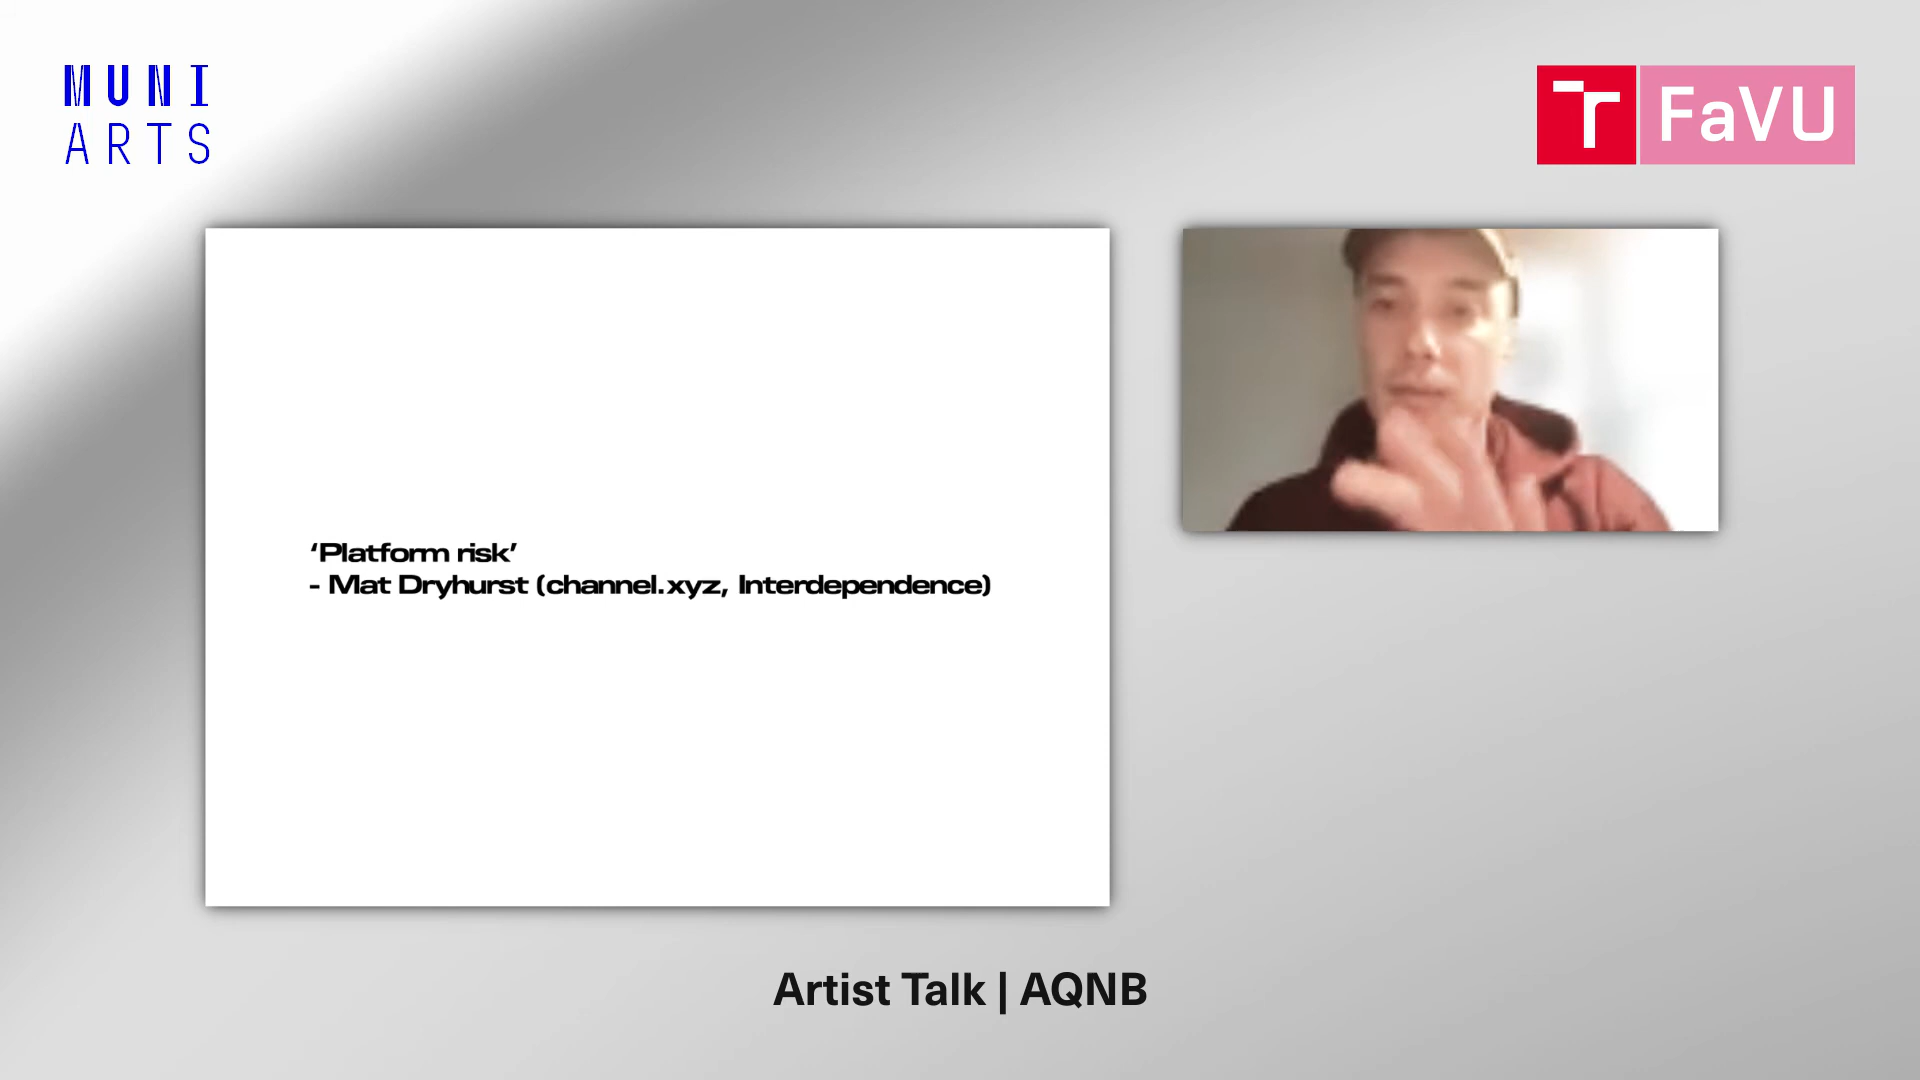 MUNI
ARTS
FaVU
‘Platform risk’
- Mat Dryhurst (channel.xyz, Interdependence)
Artist Talk | AQNB